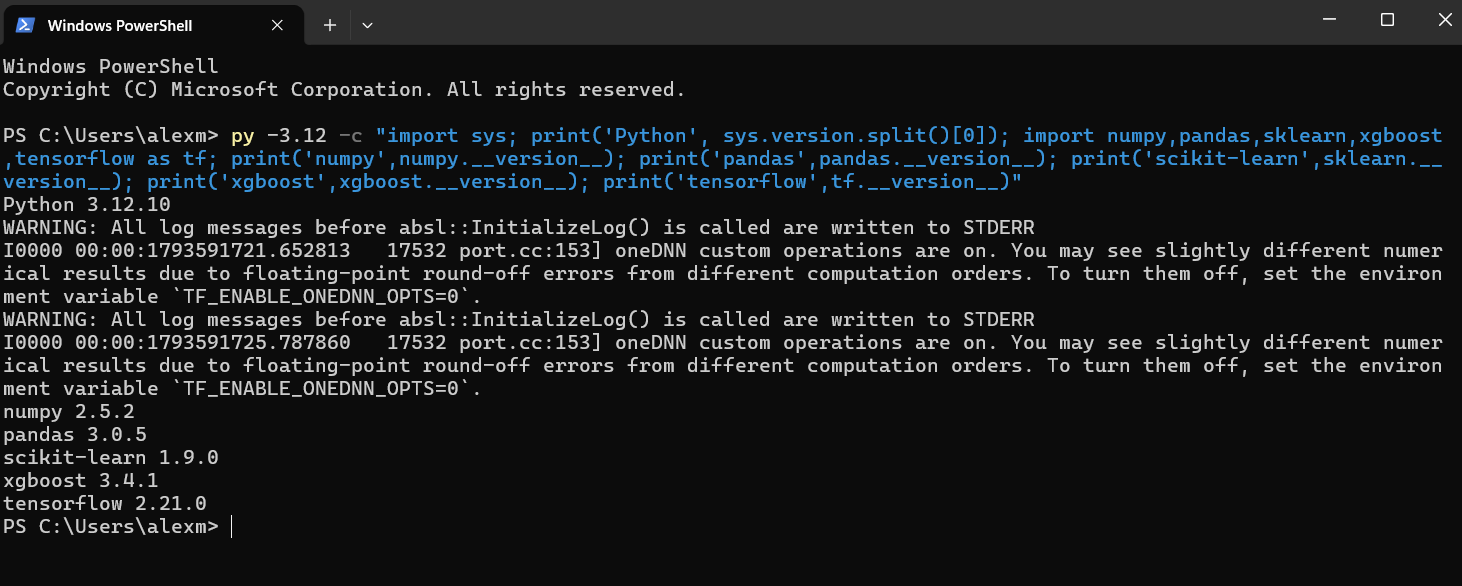 Windows PowerShell
Windows PowerShell
Copyright (C) Microsoft Corporation. All rights reserved.
PS C:\Users\alexm> py -3.12 -c "import sys; print('Python', sys.version.split()[0]); import numpy,pandas,sklearn,xgboost
,tensorflow as tf; print('numpy',numpy.__version__); print('pandas',pandas.__version__); print('scikit-learn',sklearn.__
version__); print('xgboost',xgboost.__version__); print('tensorflow',tf.__version__)"
Python 3.12.10
WARNING: All log messages before absl::InitializeLog() is called are written to STDERR
I0000 00:00:1793591721.652813   17532 port.cc:153] oneDNN custom operations are on. You may see slightly different numer
ical results due to floating-point round-off errors from different computation orders. To turn them off, set the environ
ment variable `TF_ENABLE_ONEDNN_OPTS=0`.
WARNING: All log messages before absl::InitializeLog() is called are written to STDERR
I0000 00:00:1793591725.787860   17532 port.cc:153] oneDNN custom operations are on. You may see slightly different numer
ical results due to floating-point round-off errors from different computation orders. To turn them off, set the environ
ment variable `TF_ENABLE_ONEDNN_OPTS=0`.
numpy 2.5.2
pandas 3.0.5
scikit-learn 1.9.0
xgboost 3.4.1
tensorflow 2.21.0
PS C:\Users\alexm>